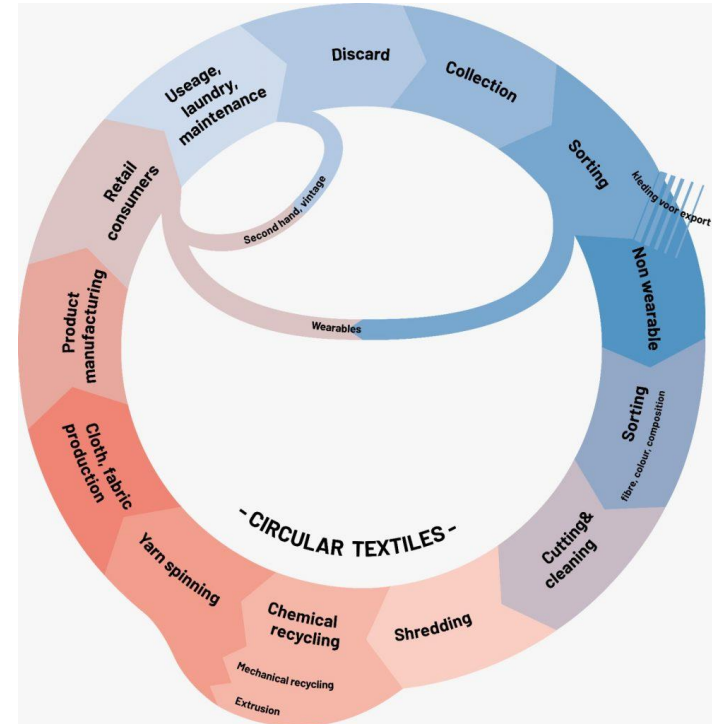 Useage,
laundry,
maintenance
Discard
Collection
Sorting
kleding voor export
Non wearable
Sorting
fibre, colour, composition
Cutting&
cleaning
Shredding
Chemical
recycling
Mechanical recycling
Extrusion
Yarn spinning
Cloth, fabric
production
Product
manufacturing
Retail
consumers
Second hand, vintage
Wearables
- CIRCULAR TEXTILES -